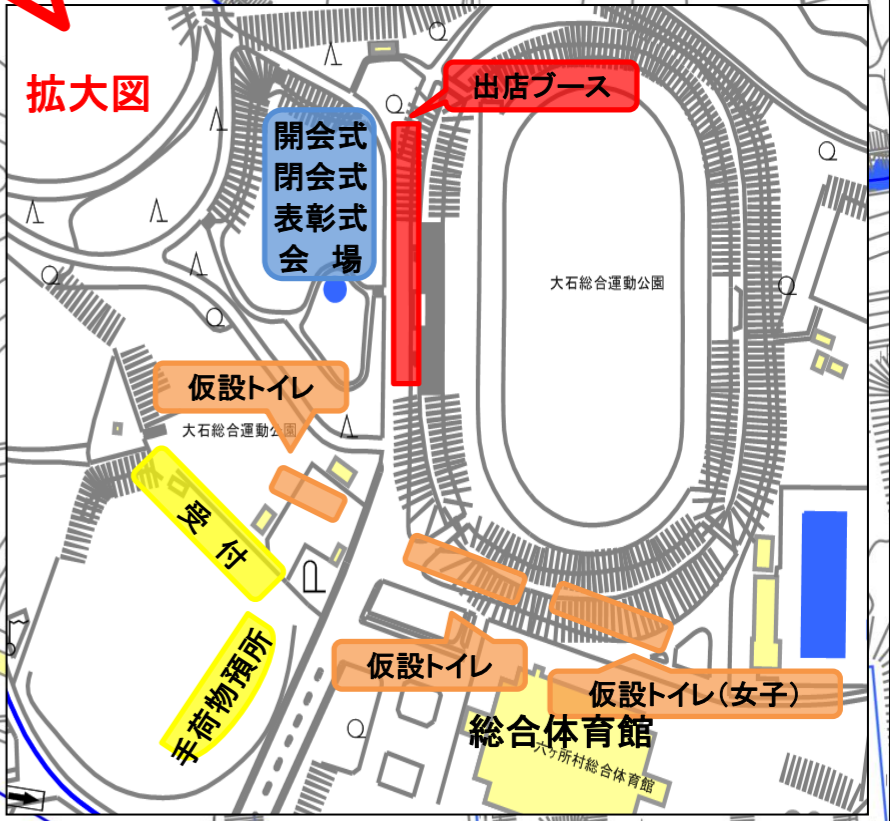 拡大図
出店ブース
開会式
閉会式
表彰式
会　場
大石総合運動公園
仮設トイレ
大石総合運動公園
受付
手荷物預所
仮設トイレ
仮設トイレ(女子)
総合体育館
六ヶ所村総合体育館